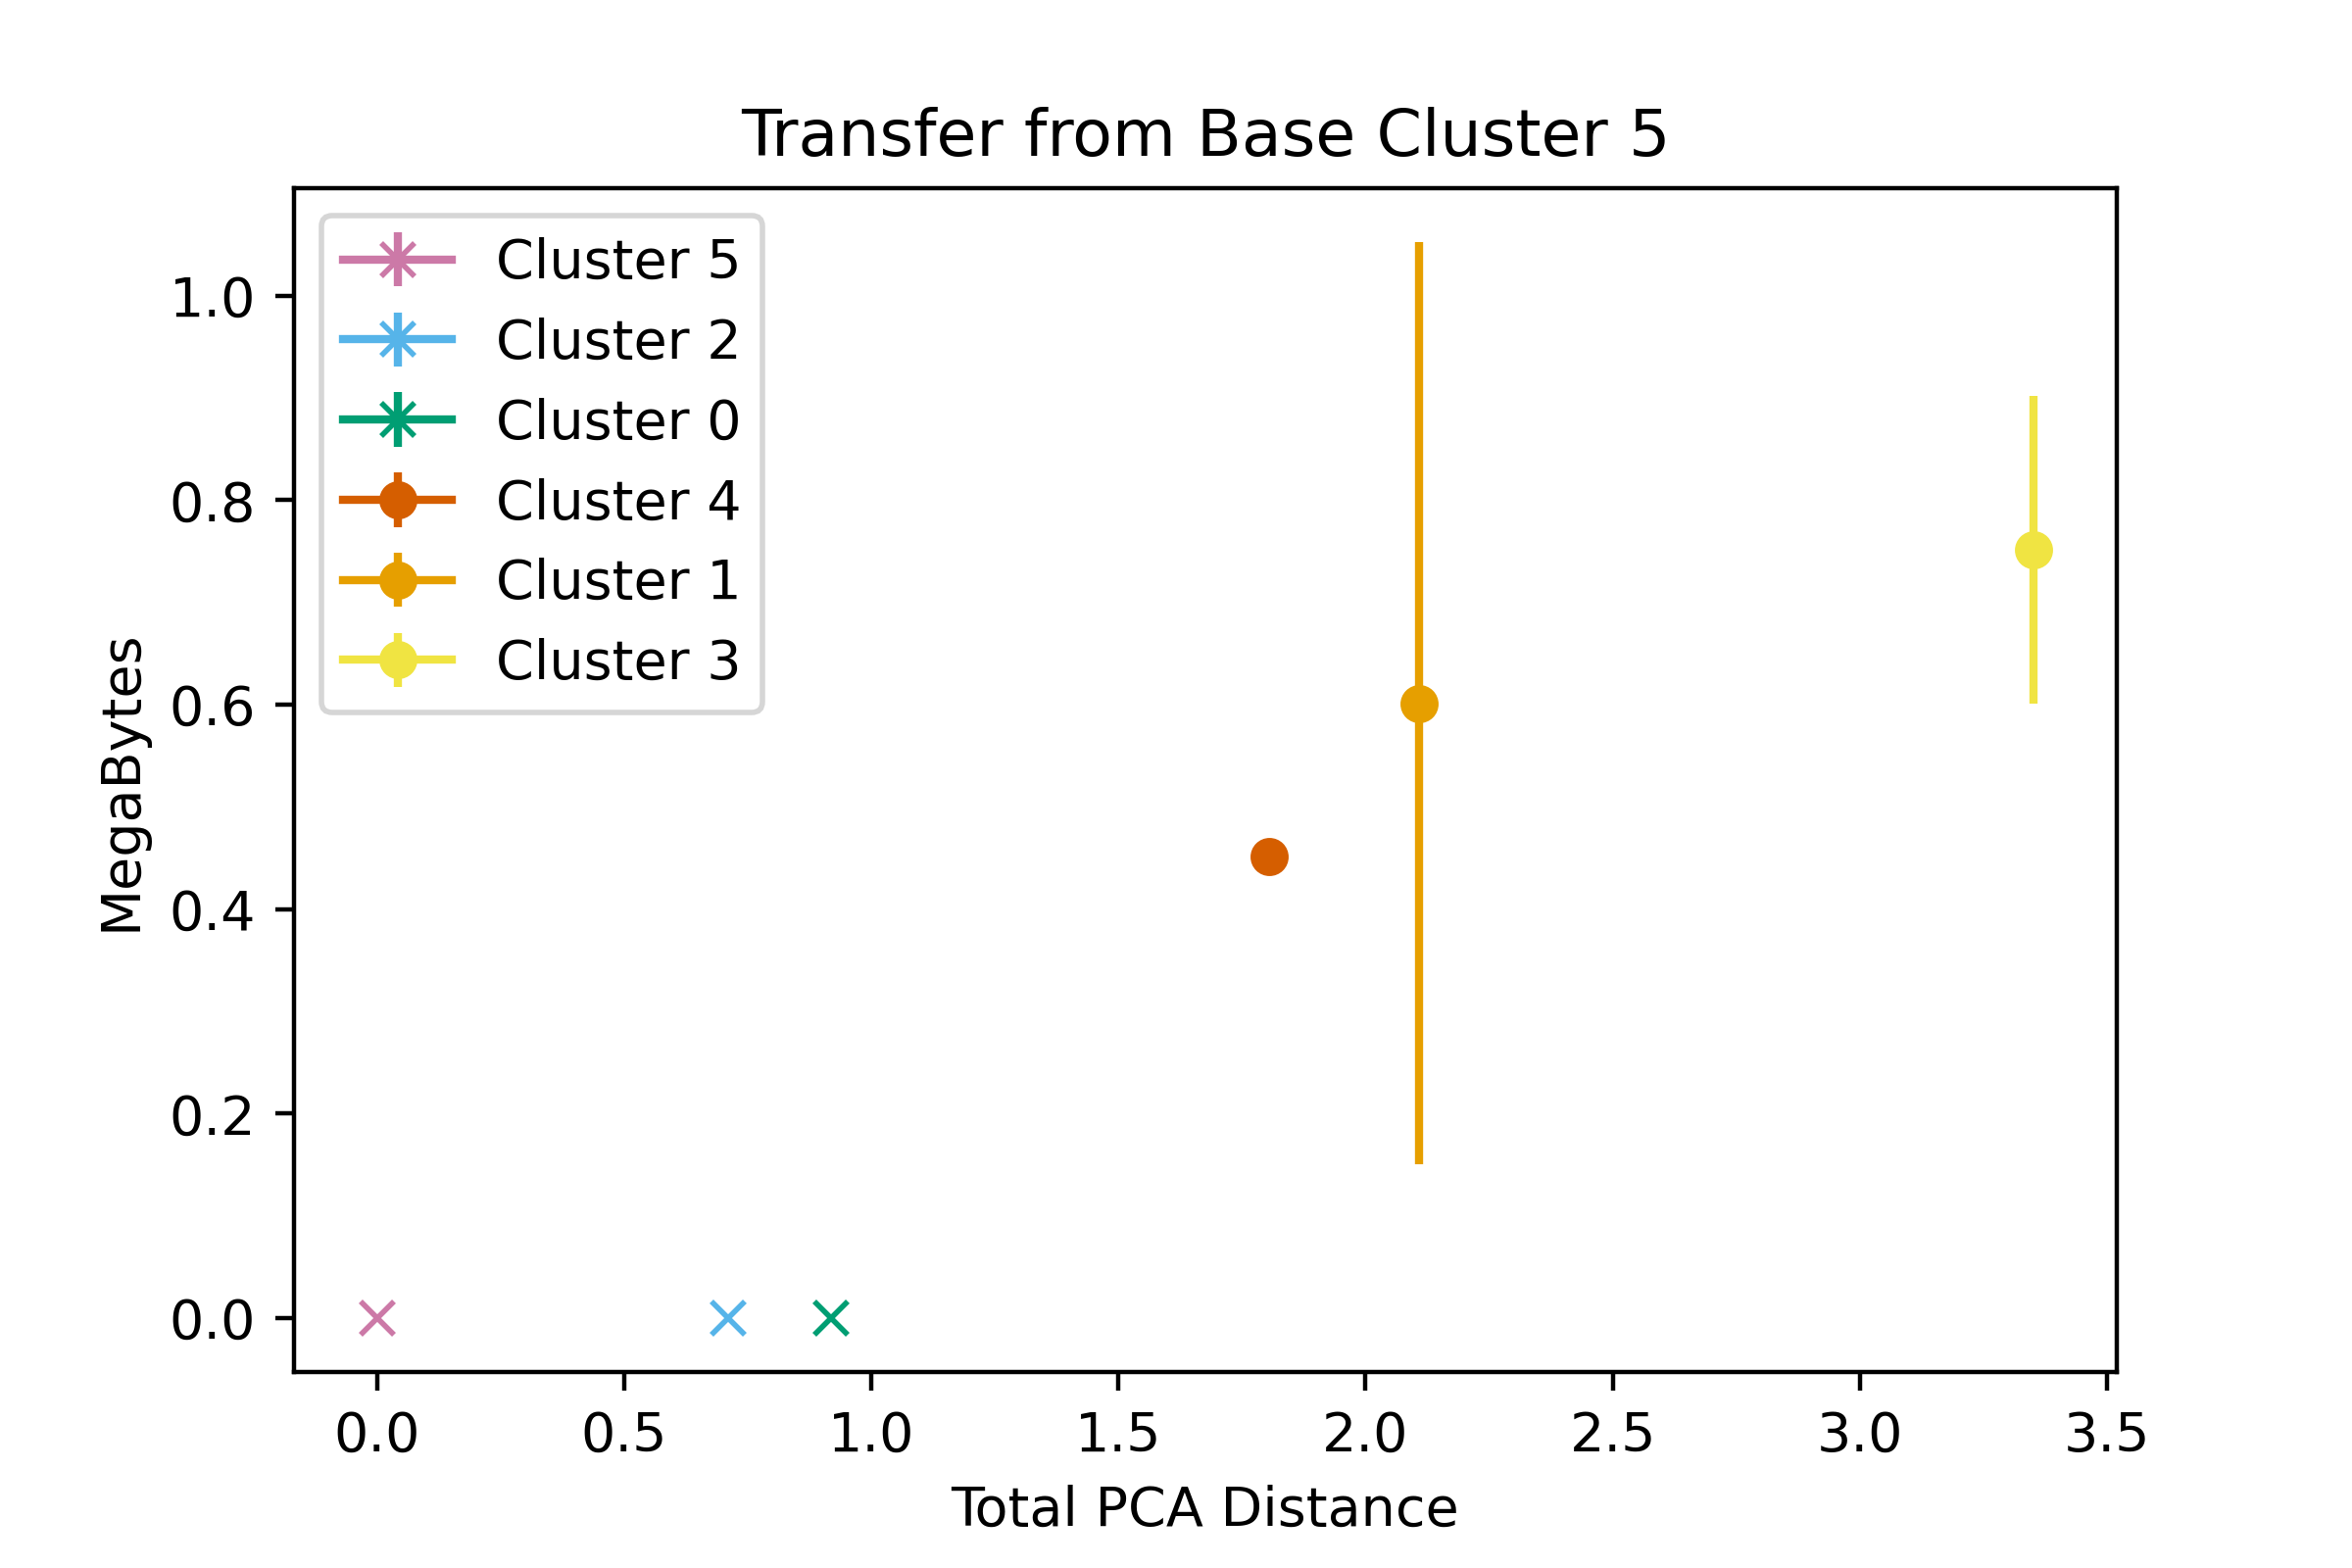 Transfer from Base Cluster 5
Cluster 5
Cluster 2
Cluster 0
Cluster 4
Cluster 1
Cluster 3
MegaBytes
1.0
0.8
0.6
0.4
0.2
0.0
0.0 0.5 1.0 1.5 2.0 2.5 3.0 3.5
Total PCA Distance